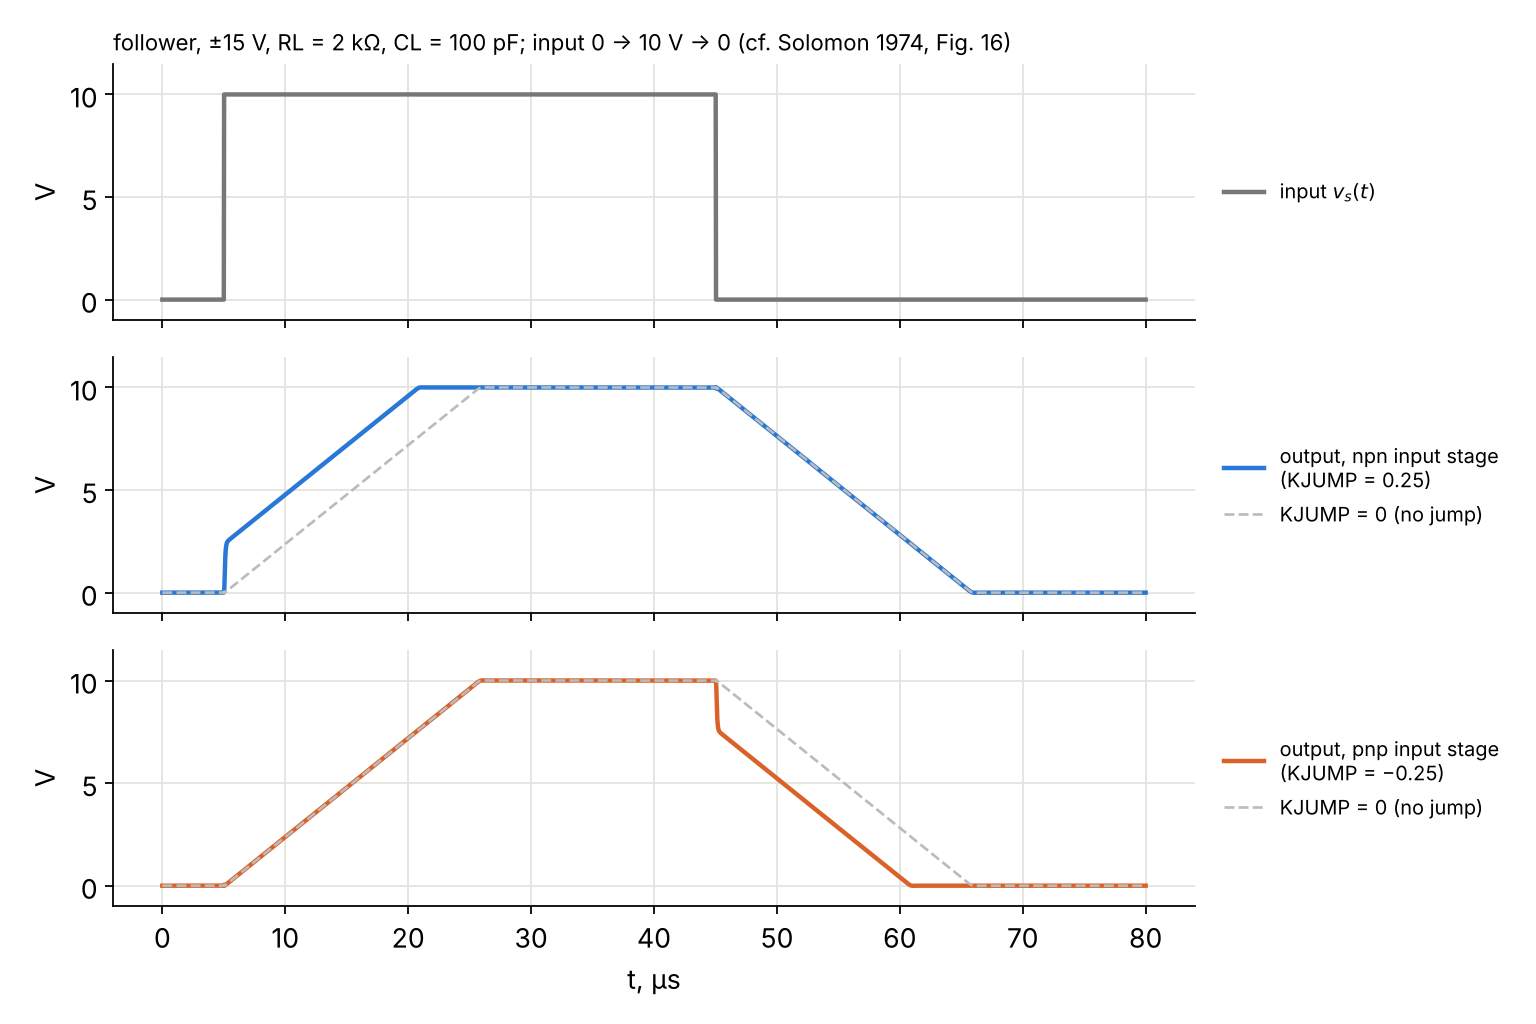 follower, ±15 V, RL = 2 kΩ, CL = 100 pF; input 0 → 10 V → 0 (cf. Solomon 1974, Fig. 16)
10
5
0
V
input vₛ(t)
10
5
0
V
output, npn input stage
(KJUMP = 0.25)
KJUMP = 0 (no jump)
10
5
0
V
output, pnp input stage
(KJUMP = −0.25)
KJUMP = 0 (no jump)
0 10 20 30 40 50 60 70 80
t, µs